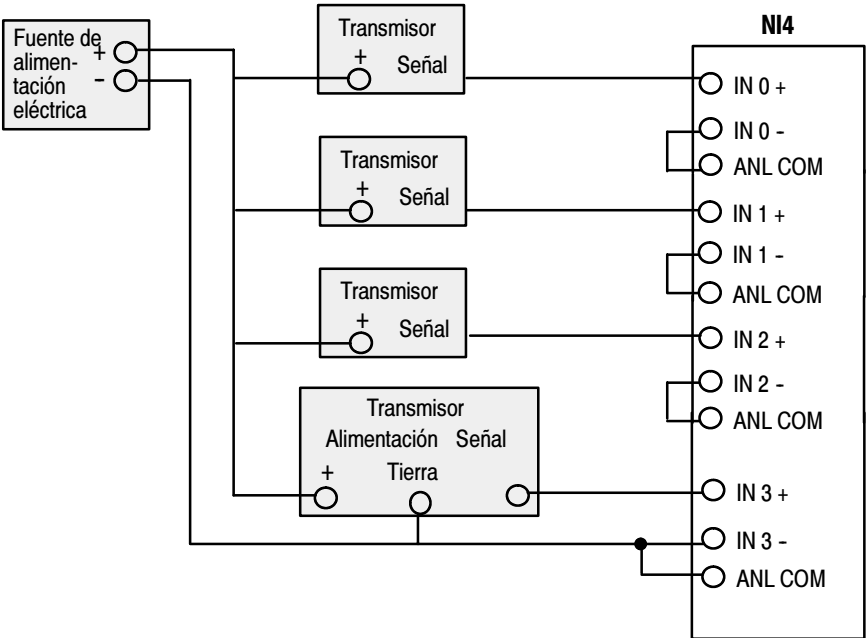 NI4
Fuente de
alimen-
tación
eléctrica
+
-
Transmisor
+ Señal
IN 0 +
IN 0 -
ANL COM
Transmisor
+ Señal
IN 1 +
IN 1 -
ANL COM
Transmisor
+ Señal
IN 2 +
IN 2 -
ANL COM
Transmisor
Alimentación Señal
+ Tierra
IN 3 +
IN 3 -
ANL COM